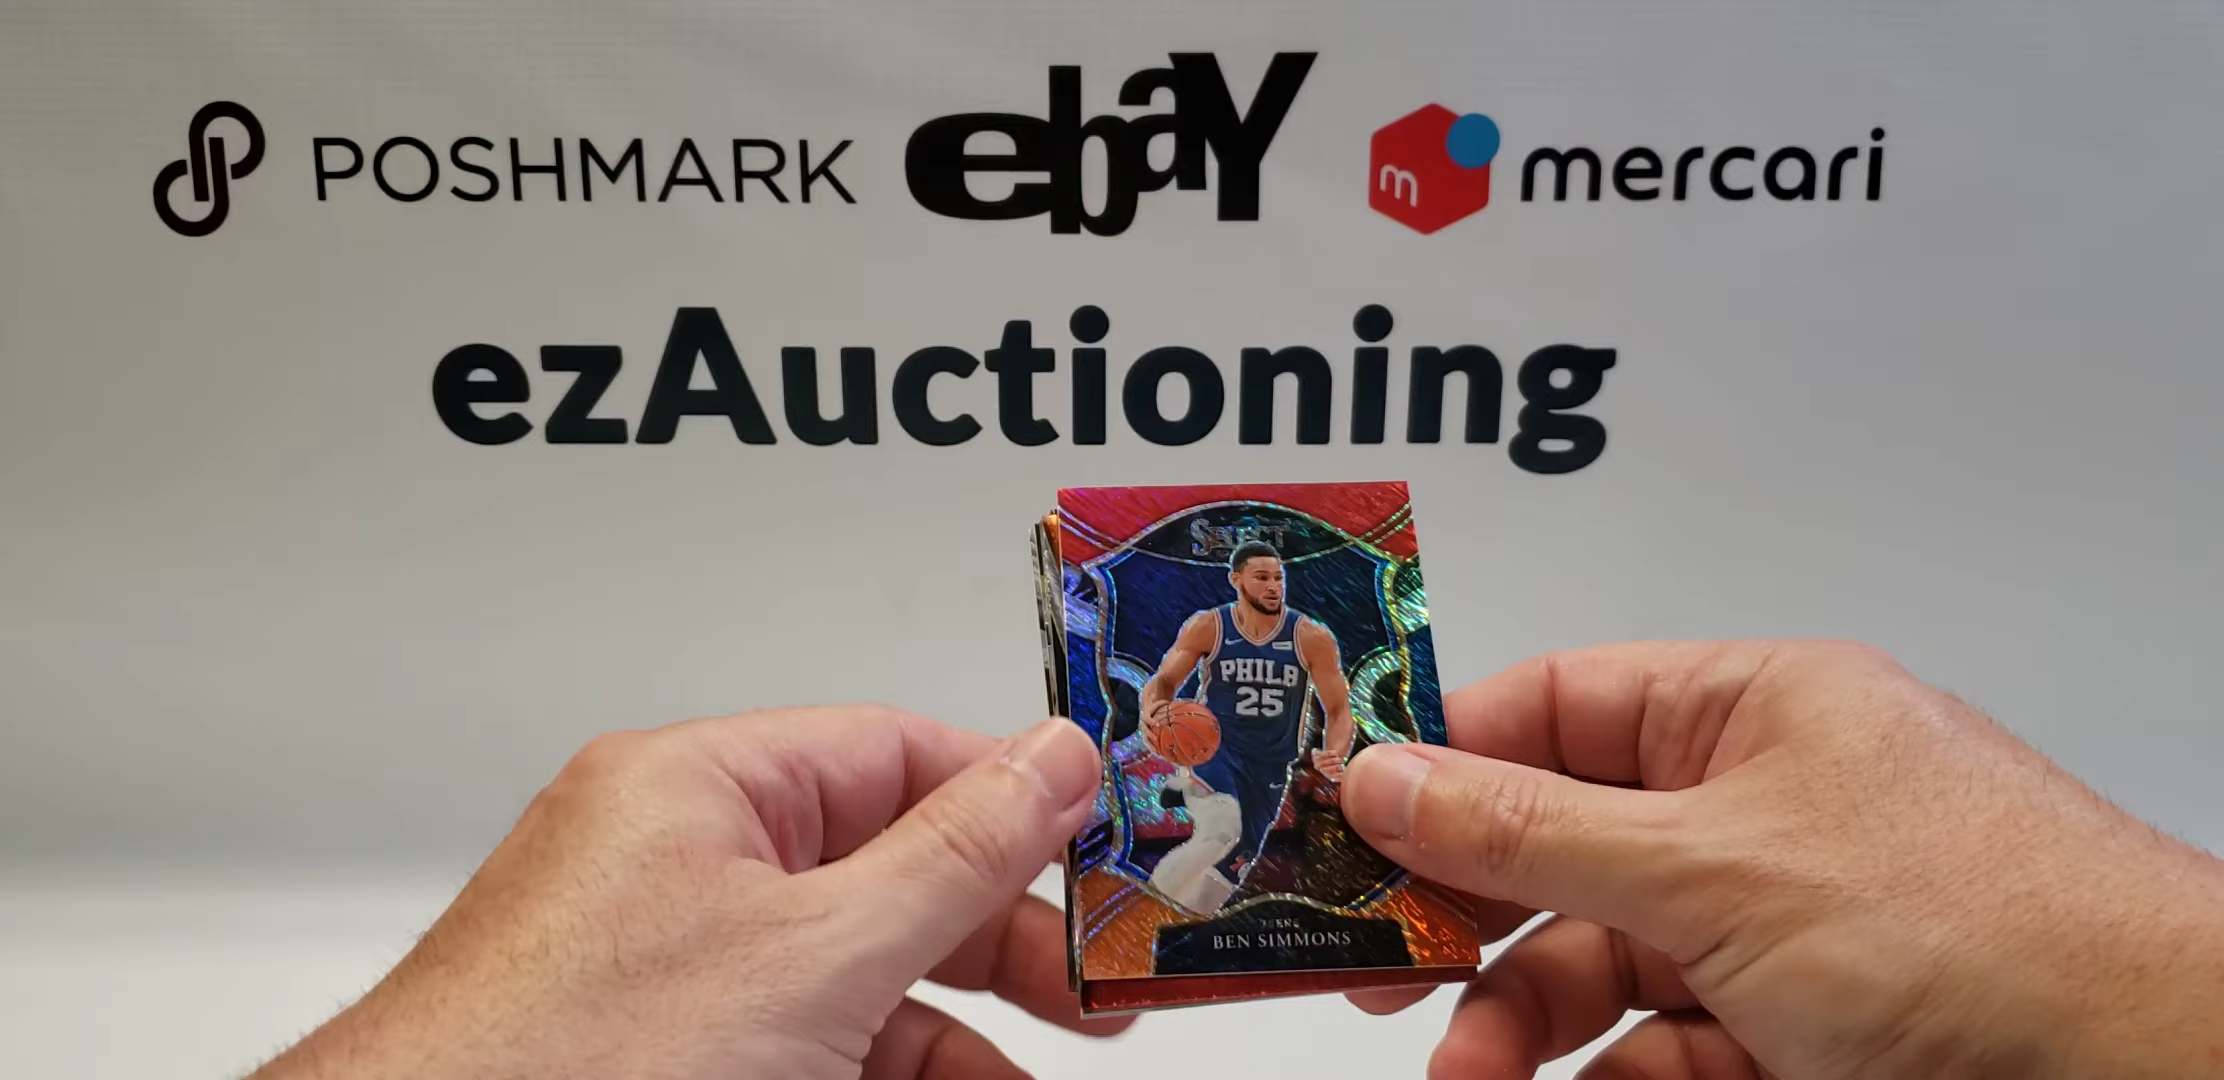 POSHMARK ebaY m mercari
ezAuctioning
SELECT
PHILA
25
BEN SIMMONS